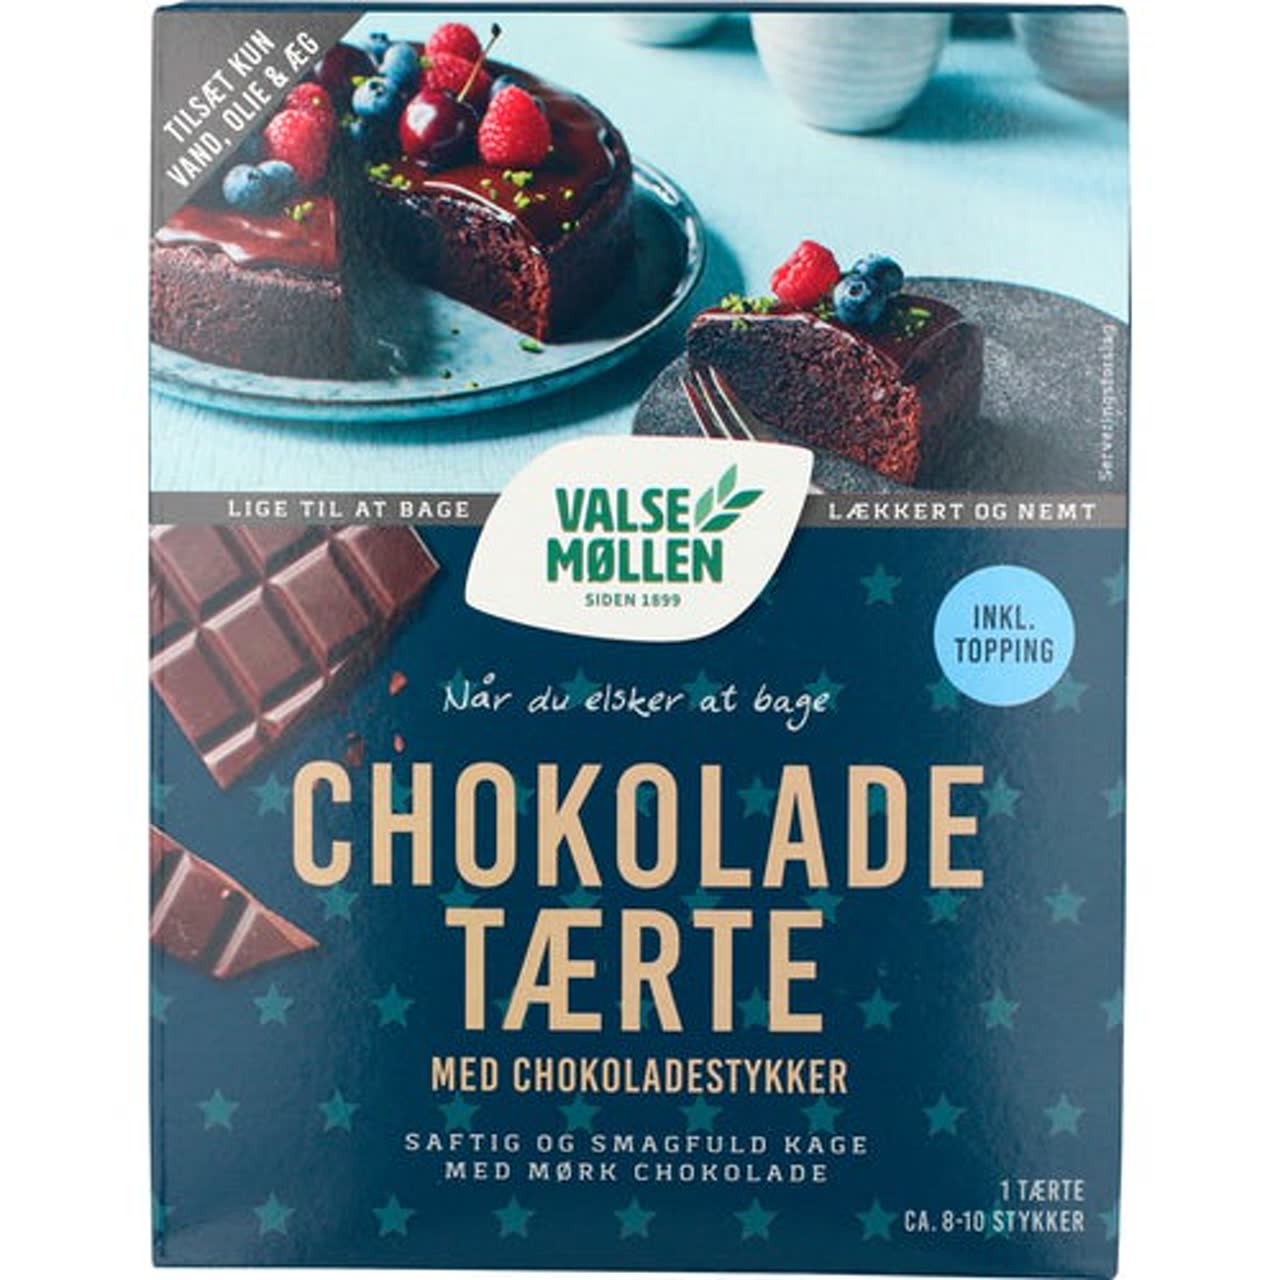 TILSÆT KUN
VAND, OLIE & ÆG
Serveringsforslag
LIGE TIL AT BAGE
VALSE
MØLLEN
SIDEN 1899
LÆKKERT OG NEMT
INKL.
TOPPING
Når du elsker at bage
CHOKOLADE
TÆRTE
MED CHOKOLADESTYKKER
SAFTIG OG SMAGFULD KAGE
MED MØRK CHOKOLADE
1 TÆRTE
CA. 8-10 STYKKER